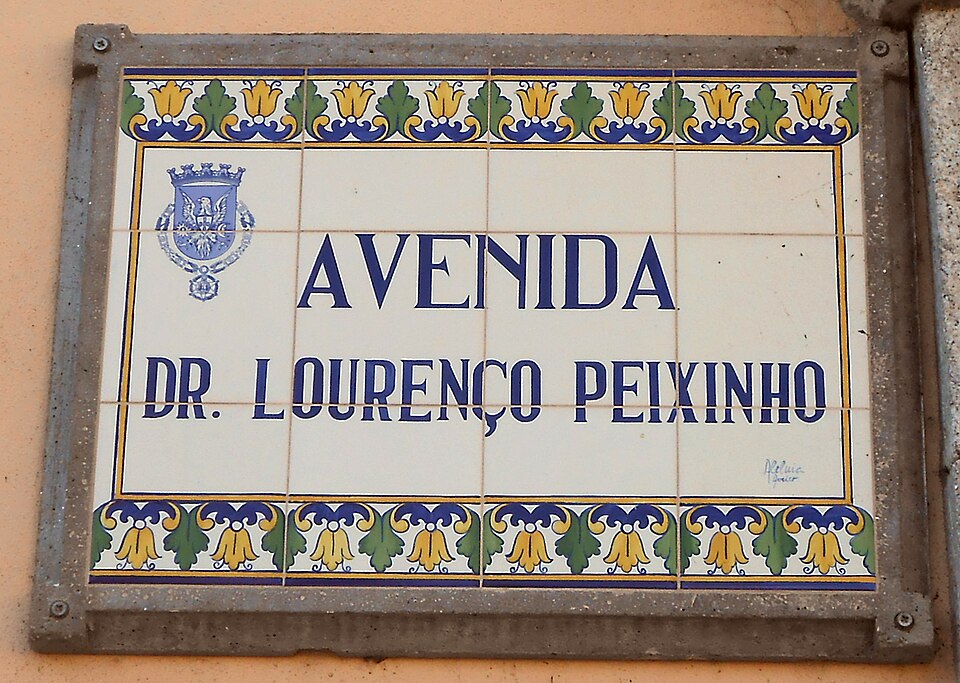 AVENIDA
DR. LOURENÇO PEIXINHO